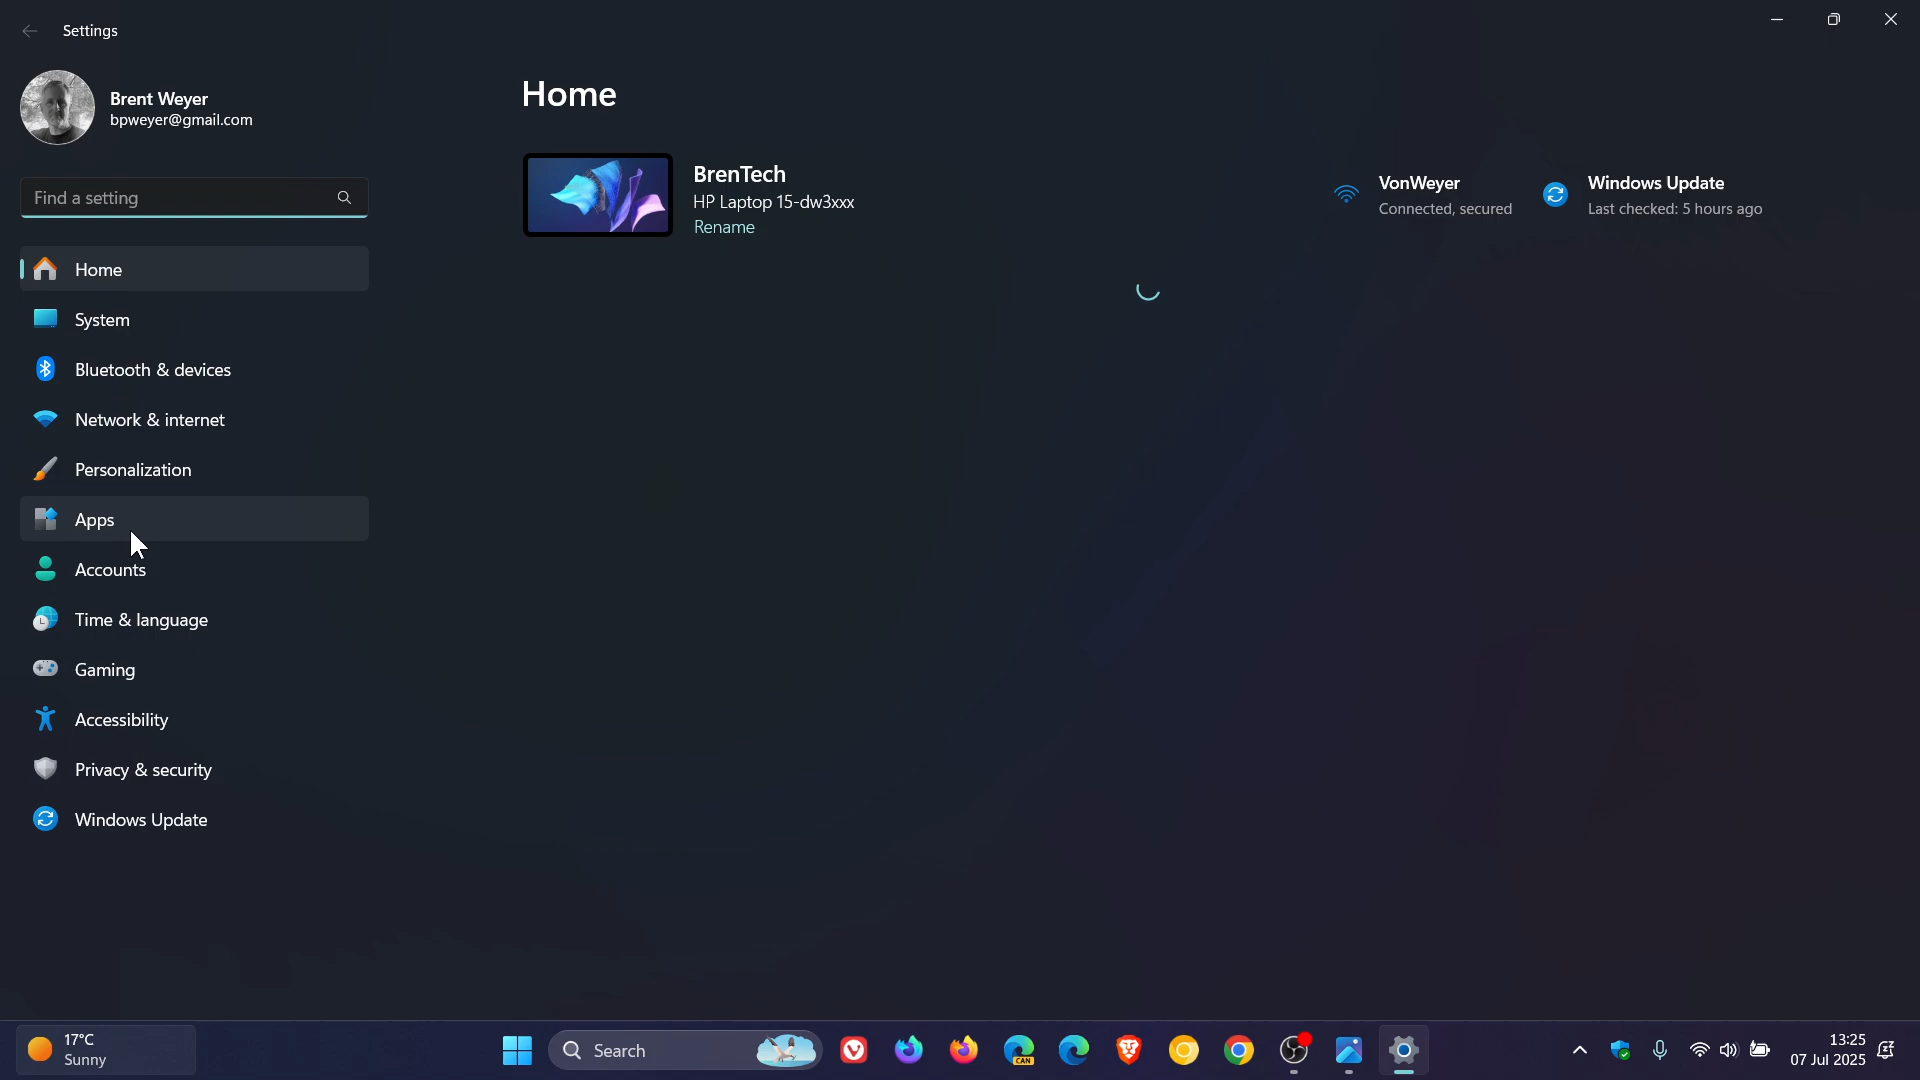 Settings
Brent Weyer
bpweyer@gmail.com
Find a setting
Home
System
Bluetooth & devices
Network & internet
Personalization
Apps
Accounts
Time & language
Gaming
Accessibility
Privacy & security
Windows Update
Home
BrenTech
HP Laptop 15-dw3xxx
Rename
VonWeyer
Connected, secured
Windows Update
Last checked: 5 hours ago
17°C
Sunny
Search
CAN
13:25
07 Jul 2025